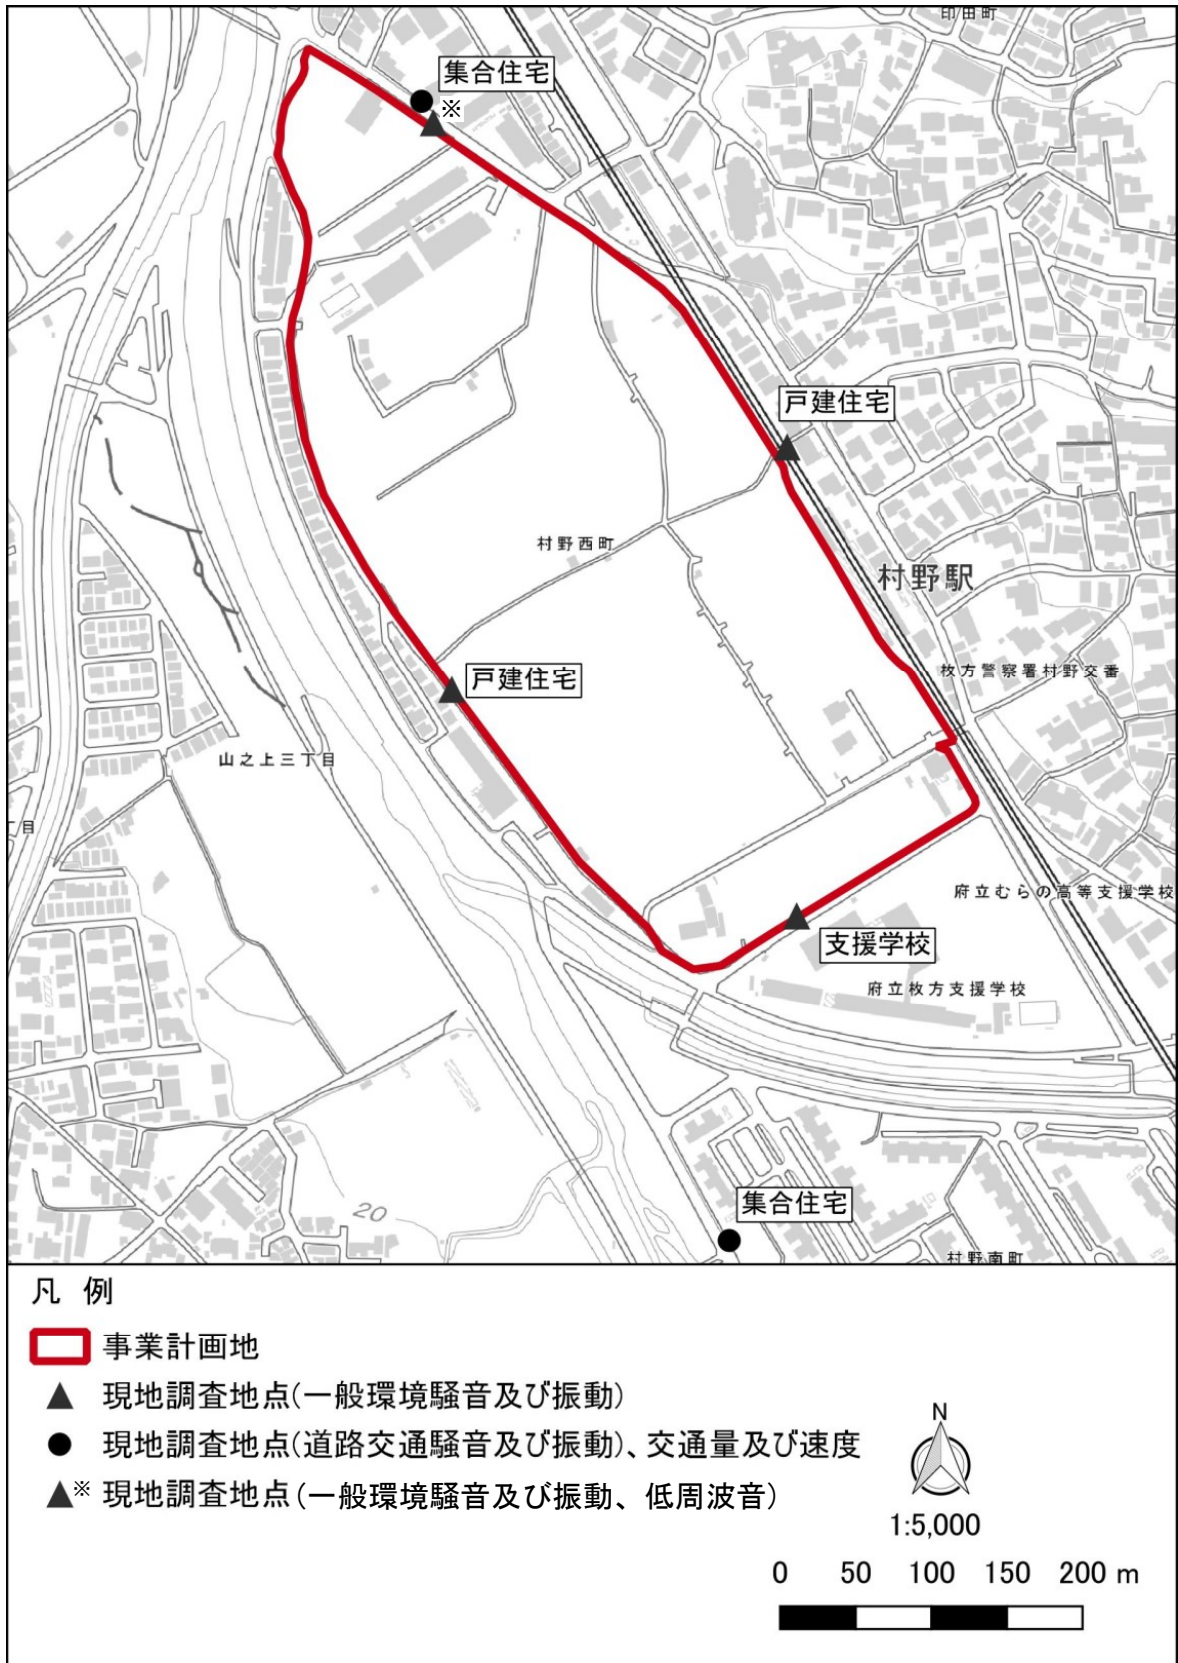 印田町
集合住宅
※
戸建住宅
村野西町
村野駅
枚方警察署村野交番
戸建住宅
山之上三丁目
丁目
府立むらの高等支援学校
支援学校
府立枚方支援学校
集合住宅
20
村野南町
凡 例
事業計画地
現地調査地点(一般環境騒音及び振動)
現地調査地点(道路交通騒音及び振動)、交通量及び速度
※ 現地調査地点(一般環境騒音及び振動、低周波音)
N
1:5,000
0 50 100 150 200 m